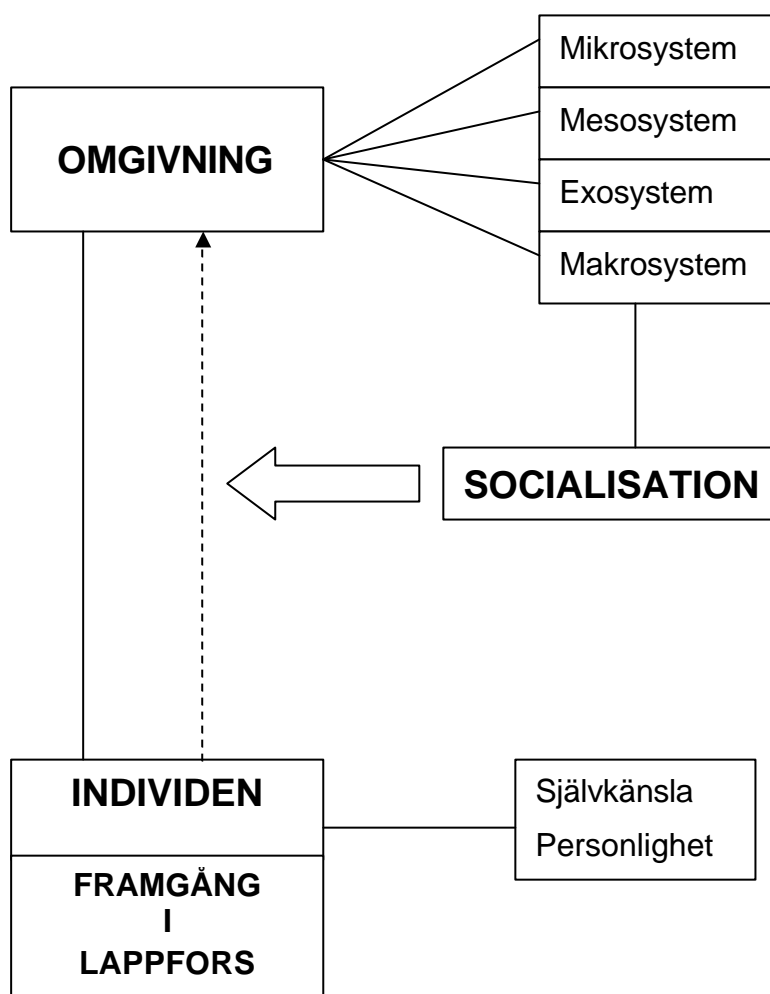 Mikrosystem
OMGIVNING
Mesosystem
Exosystem
Makrosystem
SOCIALISATION
INDIVIDEN
Självkänsla
Personlighet
FRAMGÅNG
I
LAPPFORS